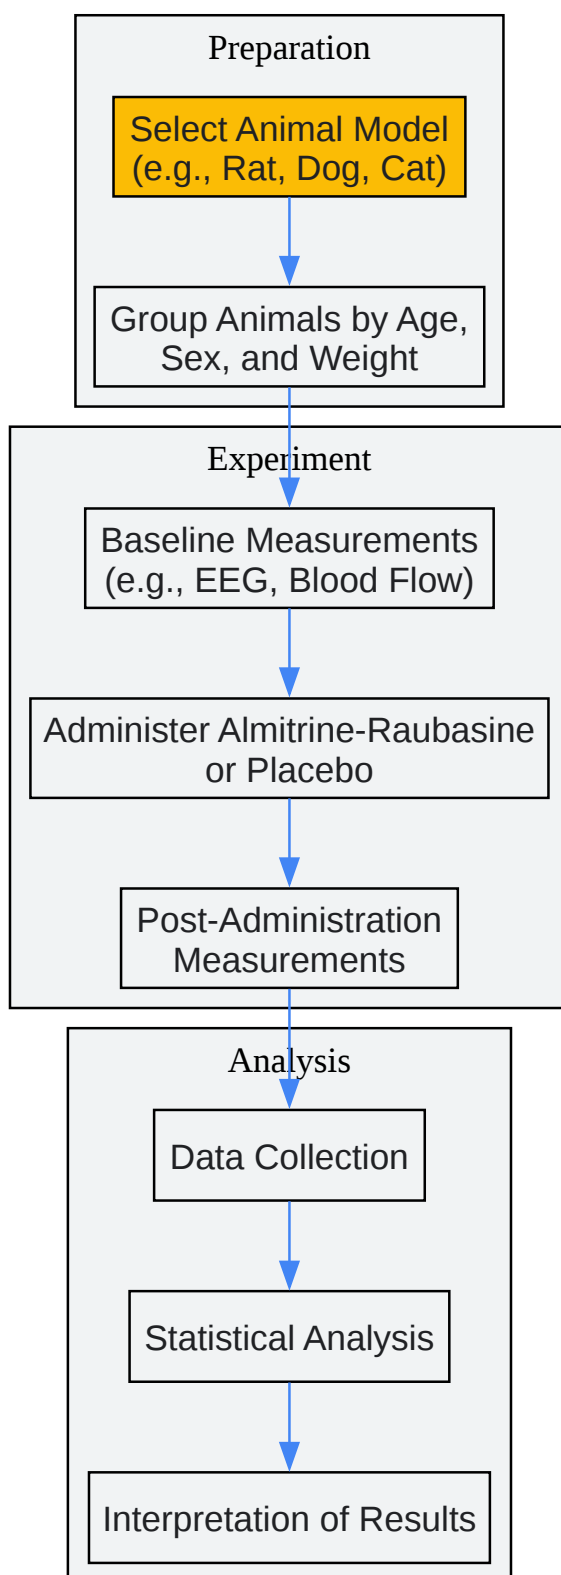 Preparation
Select Animal Model
(e.g., Rat, Dog, Cat)
Group Animals by Age,
Sex, and Weight
Experiment
Baseline Measurements
(e.g., EEG, Blood Flow)
Administer Almitrine-Raubasine
or Placebo
Post-Administration
Measurements
Analysis
Data Collection
Statistical Analysis
Interpretation of Results